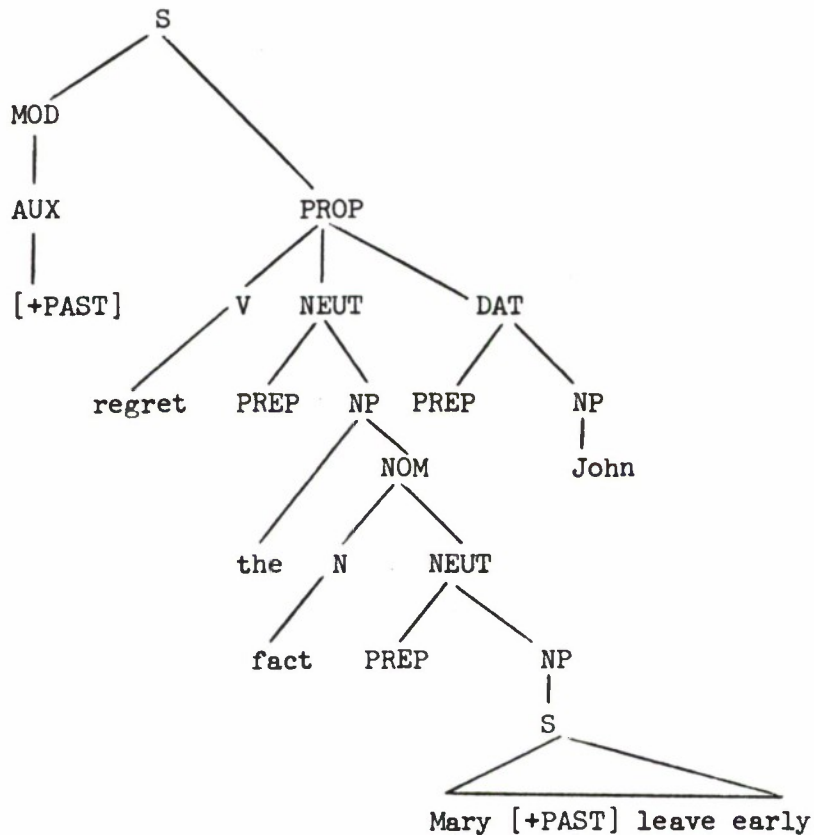 S
MOD
AUX PROP
[+PAST] V NEUT DAT
regret PREP NP PREP NP
NOM John
the N NEUT
fact PREP NP
S
Mary [+PAST] leave early